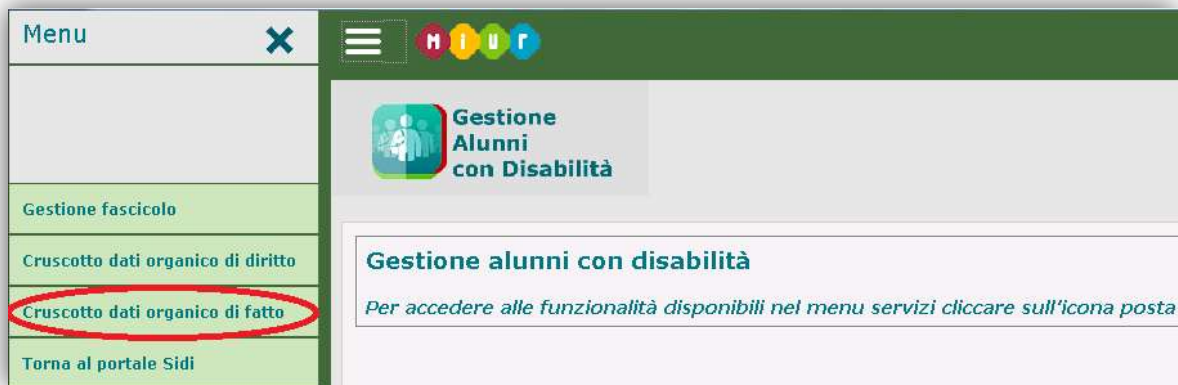 Menu
MIUR
Gestione
Alunni
con Disabilità
Gestione fascicolo
Cruscotto dati organico di diritto
Cruscotto dati organico di fatto
Torna al portale Sidi
Gestione alunni con disabilità
Per accedere alle funzionalità disponibili nel menu servizi cliccare sull'icona posta